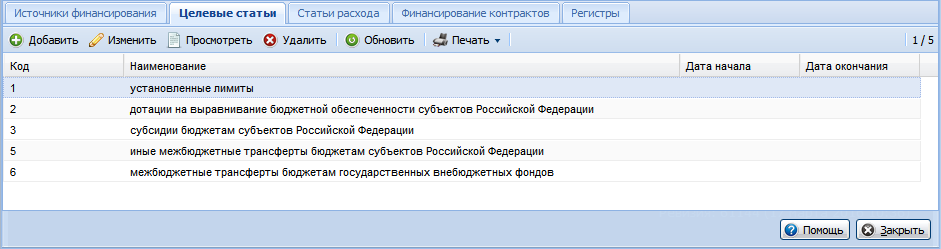 Источники финансирования Целевые статьи Статьи расхода Финансирование контрактов Регистры
Добавить Изменить Просмотреть Удалить Обновить Печать 1 / 5
Код Наименование Дата начала Дата окончания
1 установленные лимиты
2 дотации на выравнивание бюджетной обеспеченности субъектов Российской Федерации
3 субсидии бюджетам субъектов Российской Федерации
5 иные межбюджетные трансферты бюджетам субъектов Российской Федерации
6 межбюджетные трансферты бюджетам государственных внебюджетных фондов
Помощь Закрыть